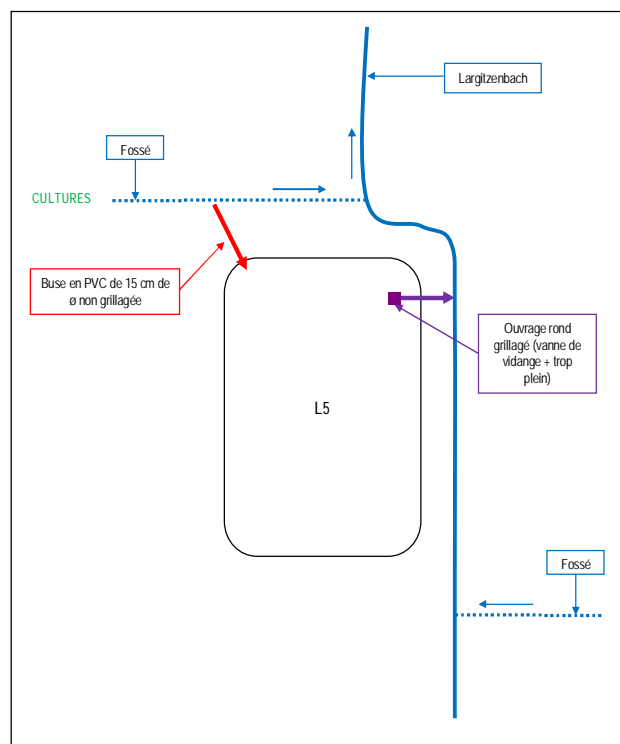 Largitzenbach
Fossé
CULTURES
Buse en PVC de 15 cm de
ø non grillagée
Ouvrage rond
grillagé (vanne de
vidange + trop
plein)
L5
Fossé